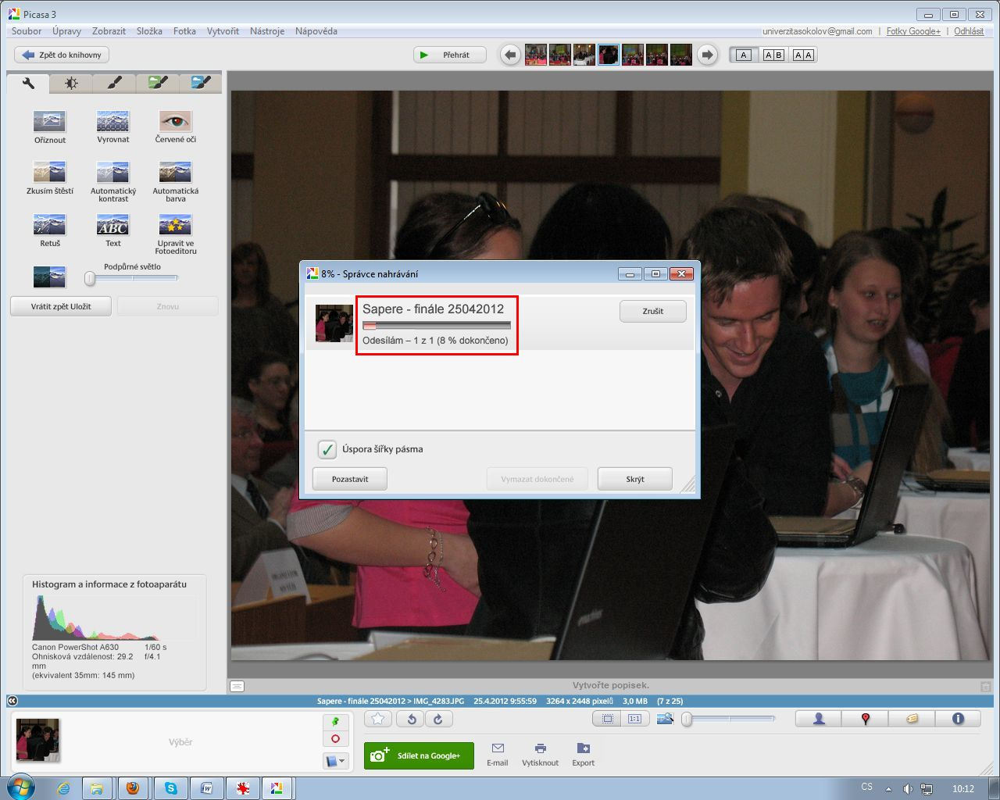 Picasa 3
Soubor Úpravy Zobrazit Složka Fotka Vytvořit Nástroje Nápověda
univerzitasokolov@gmail.com | Fotky Google+ | Odhlásit
Zpět do knihovny
Přehrát
A A B A A
Oříznout Vyrovnat Červené oči
Zkusím štěstí Automatický kontrast Automatická barva
ABC
Retuš Text Upravit ve Fotoeditoru
Podpůrné světlo
Vrátit zpět Uložit Znovu
8% - Správce nahrávání
Sapere - finále 25042012
Odesílám – 1 z 1 (8 % dokončeno)
Zrušit
Úspora šířky pásma
Pozastavit Vymazat dokončené Skrýt
Histogram a informace z fotoaparátu
Canon PowerShot A630 1/60 s
Ohnisková vzdálenost: 29.2 f/4.1
mm
(ekvivalent 35mm: 145 mm)
Vytvořte popisek.
Sapere - finále 25042012 > IMG_4283.JPG 25.4.2012 9:55:59 3264 x 2448 pixelů 3,0 MB (7 z 25)
Výběr
1:1
Sdílet na Google+
E-mail Vytisknout Export
CS 10:12